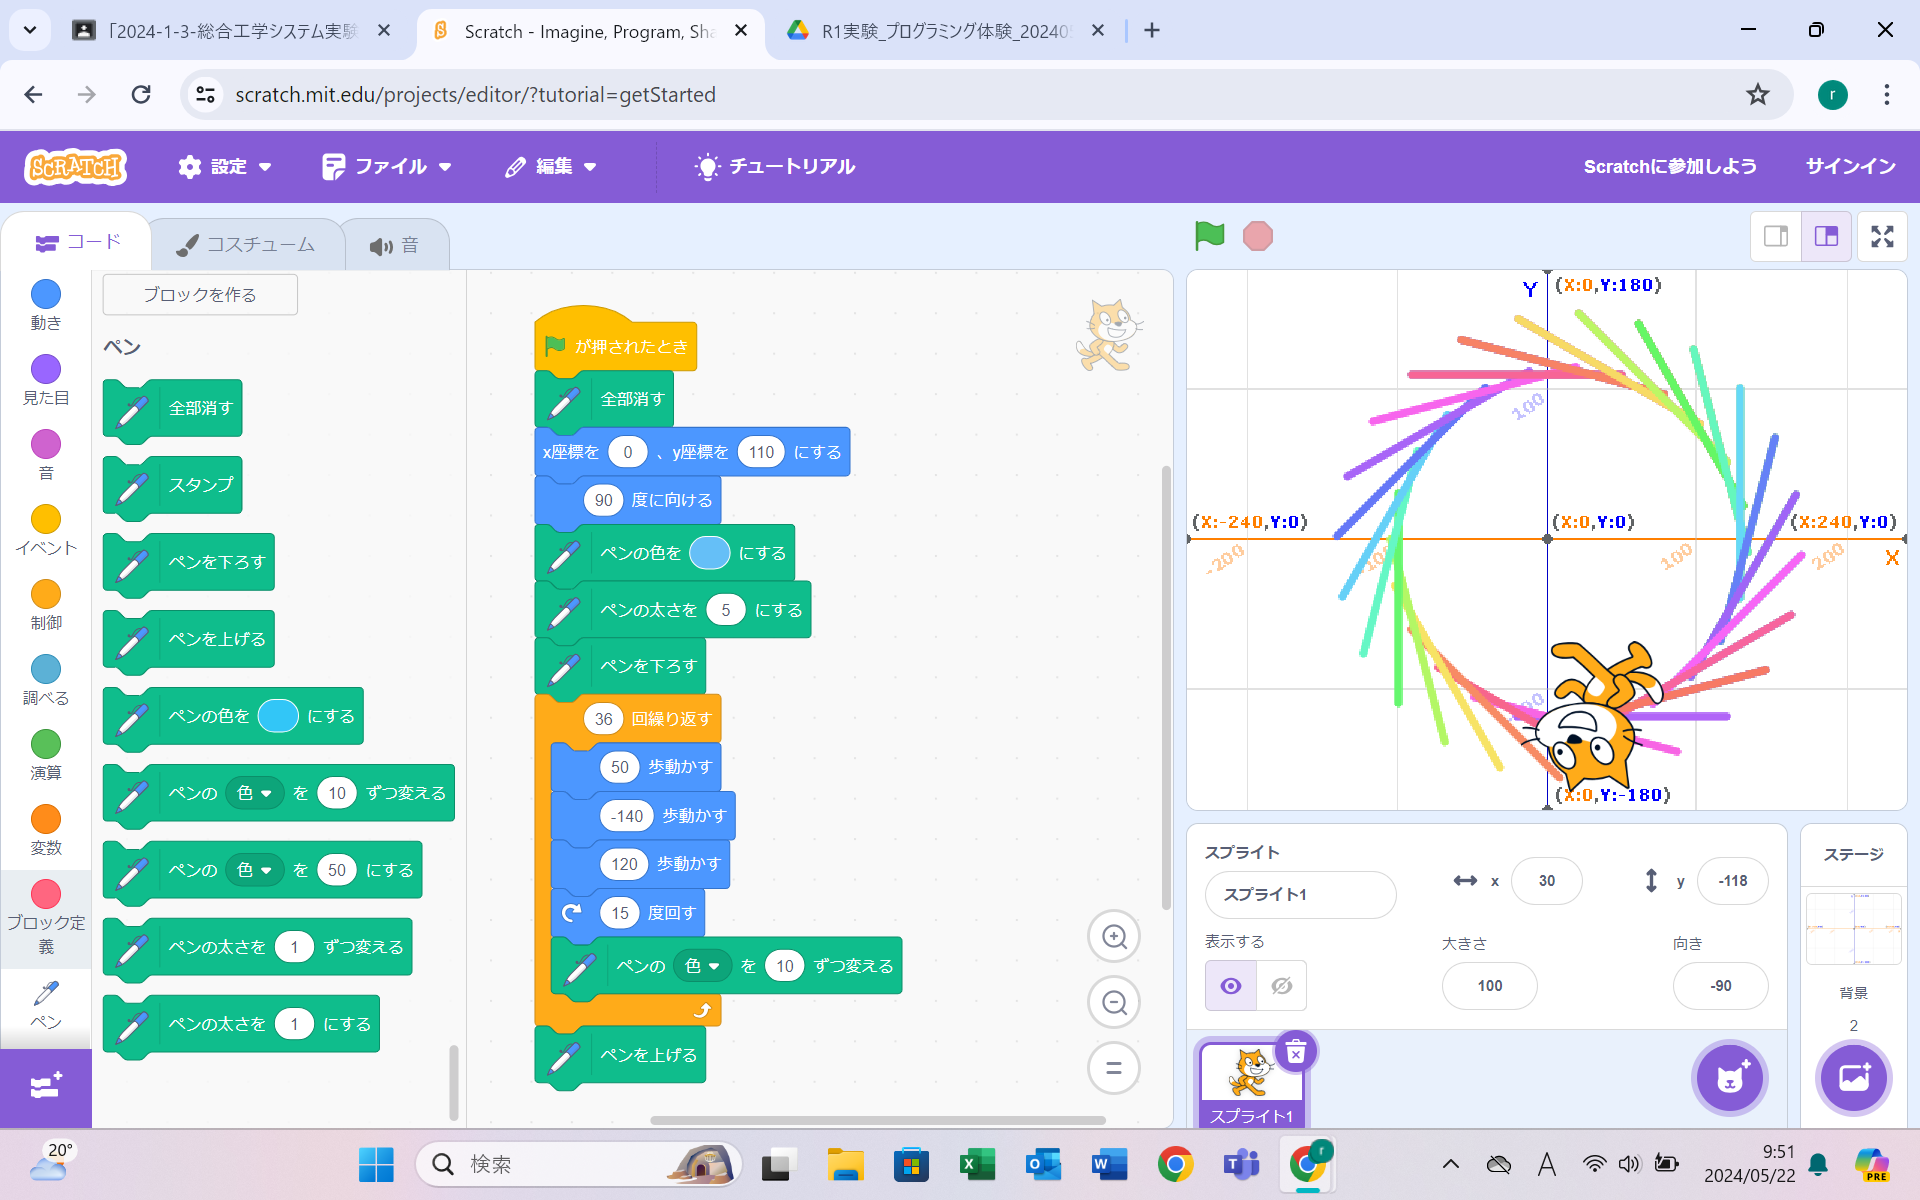 「2024-1-3-総合工学システム実験
Scratch - Imagine, Program, Sha
R1実験_プログラミング体験_202405
scratch.mit.edu/projects/editor/?tutorial=getStarted
r
SCRATCH
設定
ファイル
編集
チュートリアル
Scratchに参加しよう
サインイン
コード
コスチューム
音
動き
見た目
音
イベント
制御
調べる
演算
変数
ブロック定義
ペン
ブロックを作る
ペン
全部消す
スタンプ
ペンを下ろす
ペンを上げる
ペンの色を にする
ペンの 色 を 10 ずつ変える
ペンの 色 を 50 にする
ペンの太さを 1 ずつ変える
ペンの太さを 1 にする
が押されたとき
全部消す
x座標を 0 、y座標を 110 にする
90 度に向ける
ペンの色を にする
ペンの太さを 5 にする
ペンを下ろす
36 回繰り返す
50 歩動かす
-140 歩動かす
120 歩動かす
15 度回す
ペンの 色 を 10 ずつ変える
ペンを上げる
Y (X:0,Y:180)
100
(X:-240,Y:0) (X:0,Y:0) (X:240,Y:0)
-200 -100 100 200 X
-100
(X:0,Y:-180)
スプライト
スプライト1
x 30
y -118
表示する
大きさ
100
向き
-90
スプライト1
ステージ
背景
2
20°
検索
A
9:51
2024/05/22
PRE